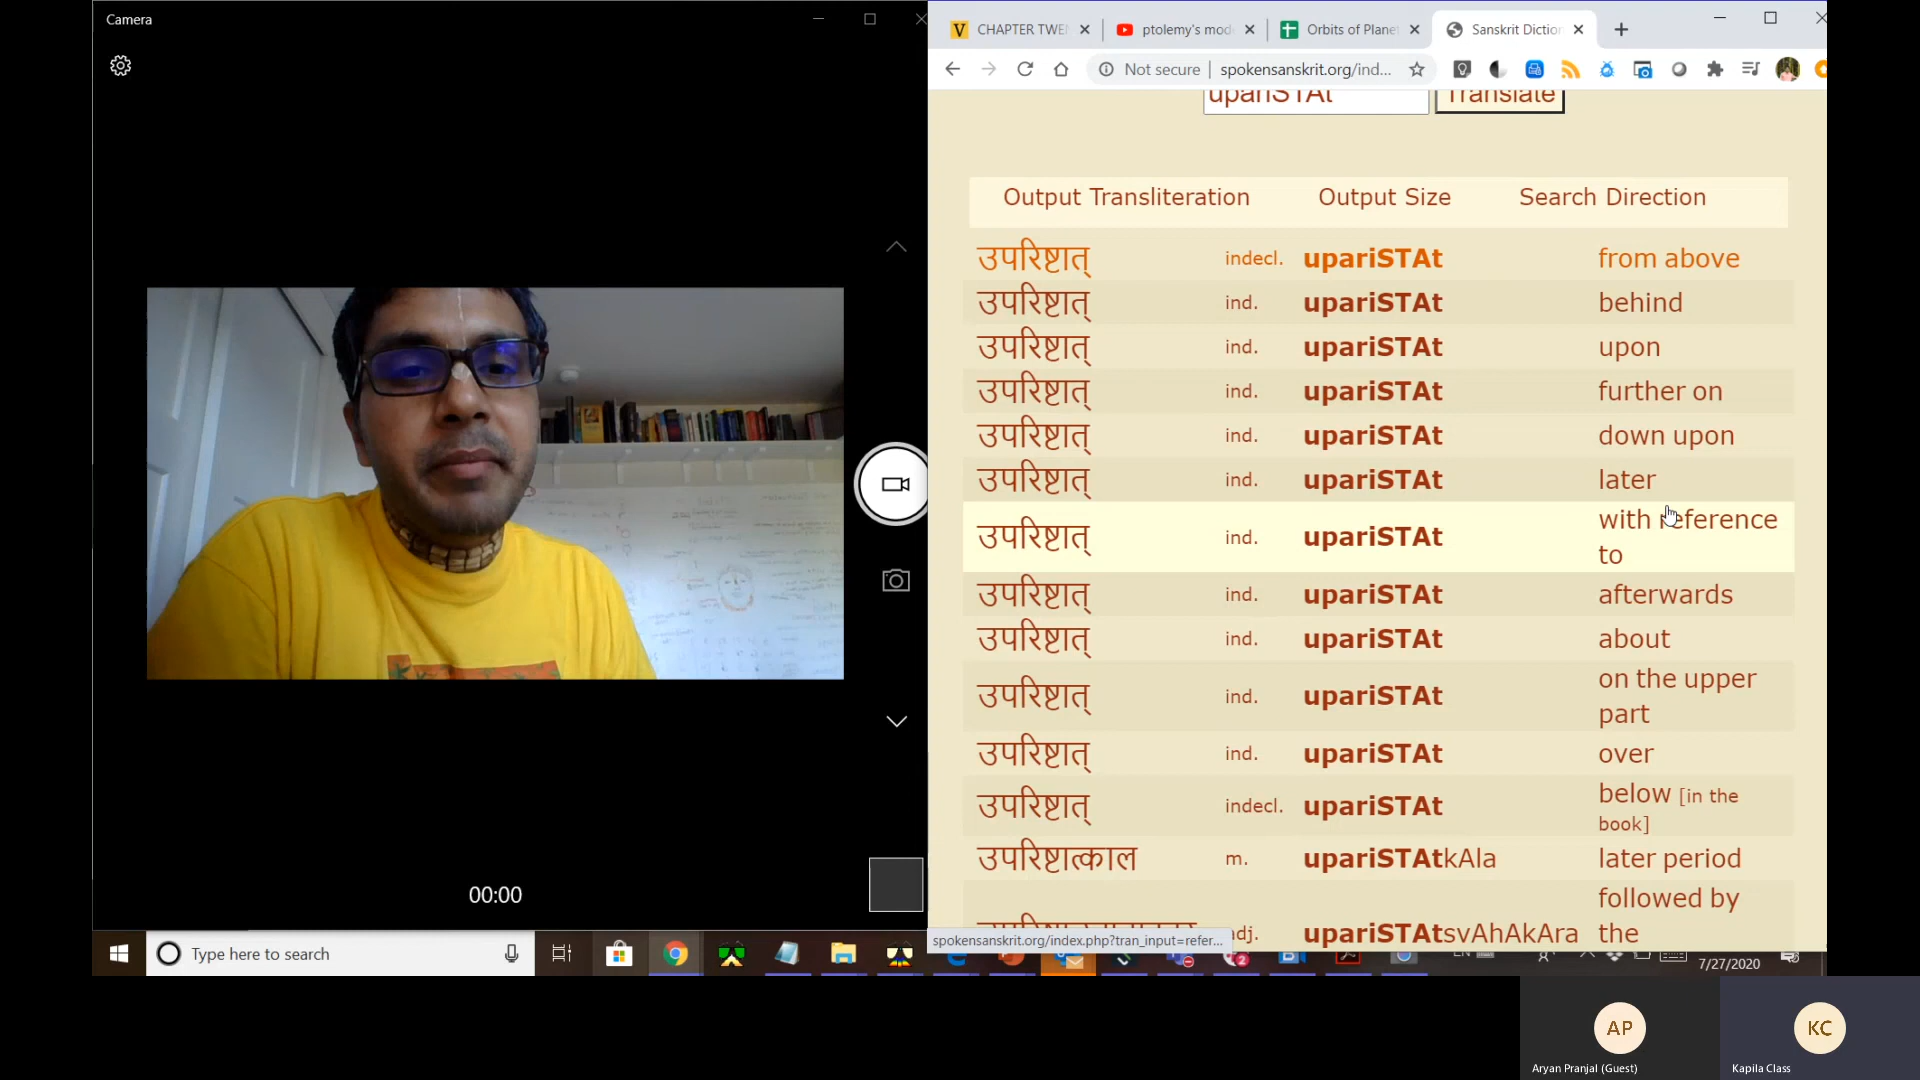 Camera
CHAPTER TWE
ptolemy's mod
Orbits of Plane
Sanskrit Diction
Not secure | spokensanskrit.org/ind...
upariSTAt
Translate
Output Transliteration Output Size Search Direction
उपरिष्टात् indecl. upariSTAt from above
उपरिष्टात् ind. upariSTAt behind
उपरिष्टात् ind. upariSTAt upon
उपरिष्टात् ind. upariSTAt further on
उपरिष्टात् ind. upariSTAt down upon
उपरिष्टात् ind. upariSTAt later
उपरिष्टात् ind. upariSTAt with reference
to
उपरिष्टात् ind. upariSTAt afterwards
उपरिष्टात् ind. upariSTAt about
उपरिष्टात् ind. upariSTAt on the upper
part
उपरिष्टात् ind. upariSTAt over
उपरिष्टात् indecl. upariSTAt below [in the
book]
उपरिष्टात्काल m. upariSTAtkAla later period
followed by
adj. upariSTAtsvAhAkAra the
spokensanskrit.org/index.php?tran_input=refer...
00:00
Type here to search
7/27/2020
AP
KC
Aryan Pranjal (Guest)
Kapila Class